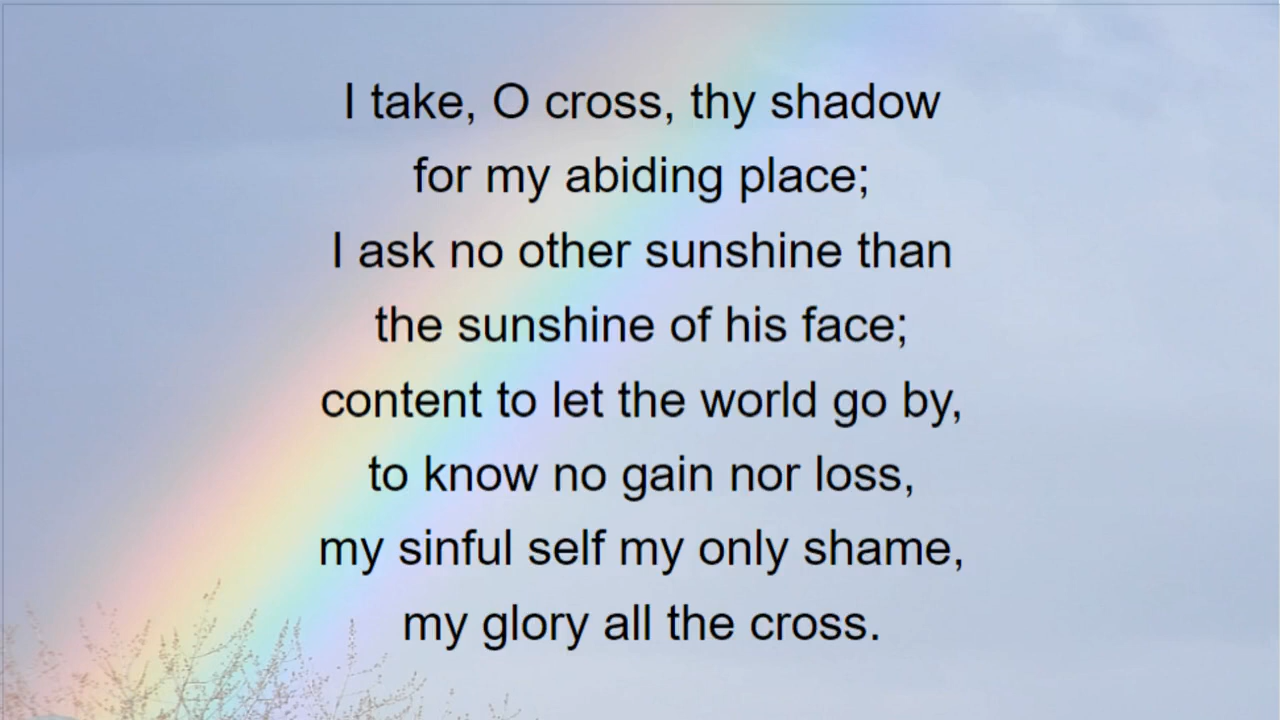 I take, O cross, thy shadow
for my abiding place;
I ask no other sunshine than
the sunshine of his face;
content to let the world go by,
to know no gain nor loss,
my sinful self my only shame,
my glory all the cross.